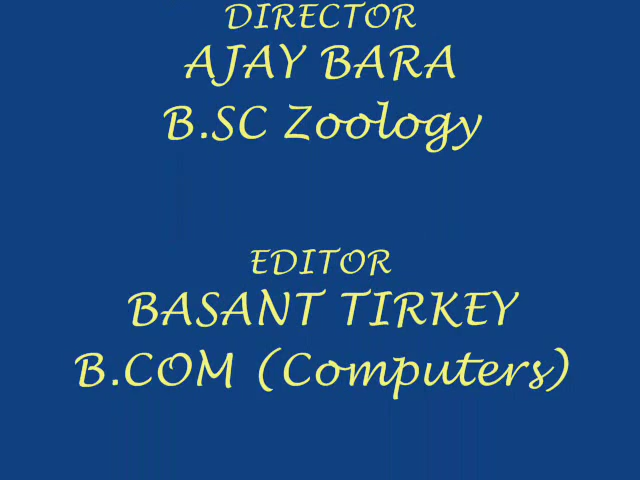 DIRECTOR
AJAY BARA
B.SC Zoology
EDITOR
BASANT TIRKEY
B.COM (Computers)